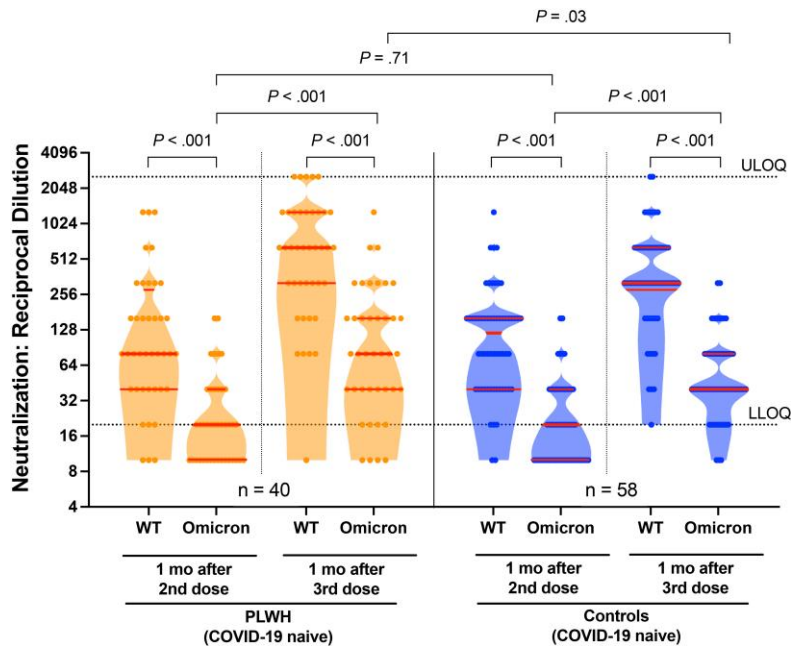 P = .03
P = .71
P < .001
P < .001
P < .001
P < .001
P < .001
P < .001
Neutralization: Reciprocal Dilution
4096
2048
1024
512
256
128
64
32
16
8
4
ULOQ
LLOQ
n = 40
n = 58
WT
Omicron
WT
Omicron
WT
Omicron
WT
Omicron
1 mo after
2nd dose
1 mo after
3rd dose
1 mo after
2nd dose
1 mo after
3rd dose
PLWH
(COVID-19 naive)
Controls
(COVID-19 naive)